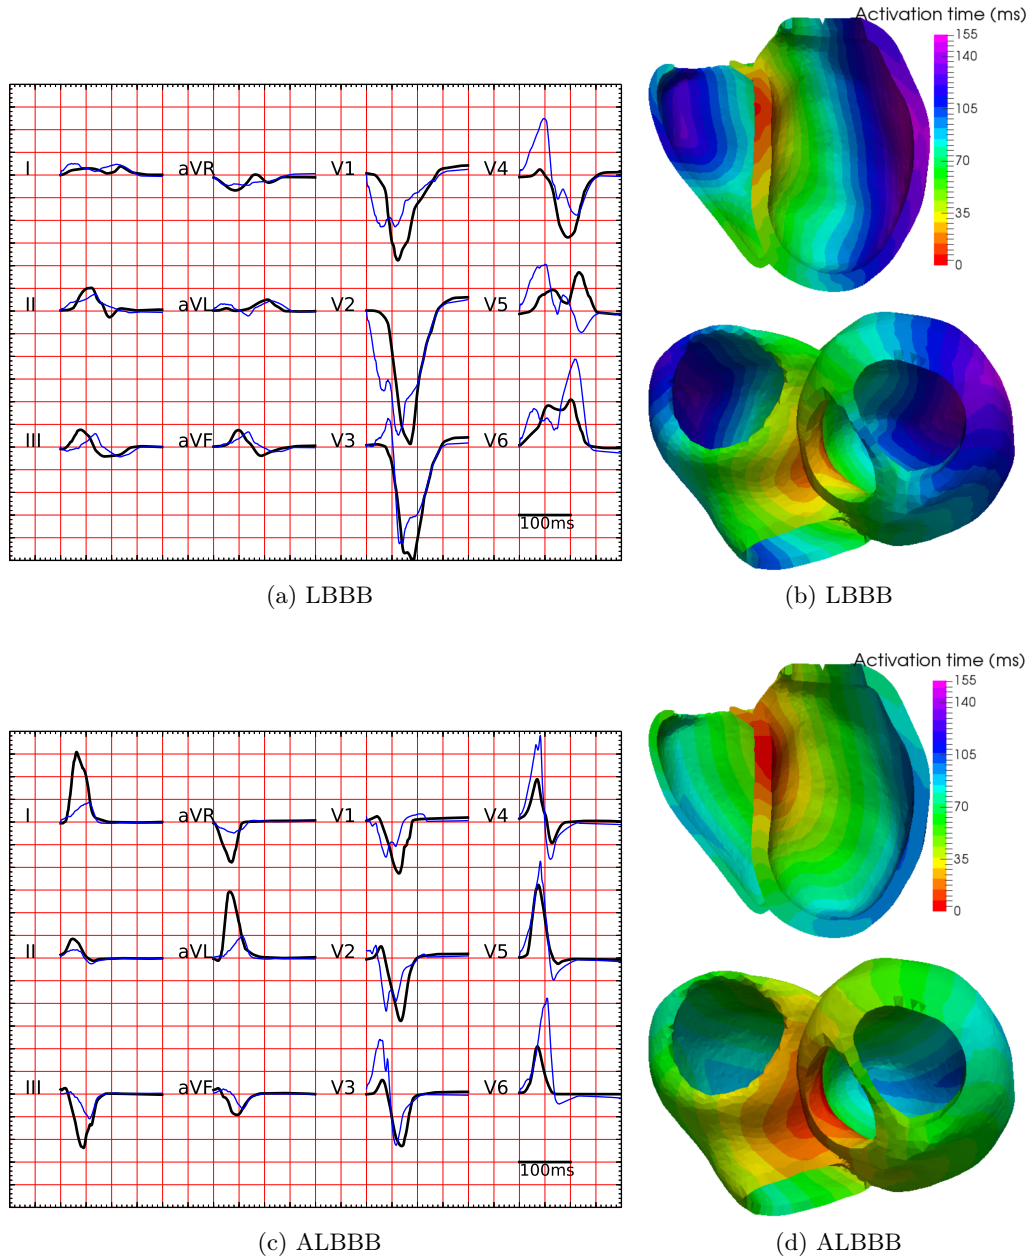 I aVR V1 V4
II aVL V2 V5
III aVF V3 V6
100ms
(a) LBBB
Activation time (ms)
155
140
105
70
35
0
(b) LBBB
I aVR V1 V4
II aVL V2 V5
III aVF V3 V6
100ms
(c) ALBBB
Activation time (ms)
155
140
105
70
35
0
(d) ALBBB